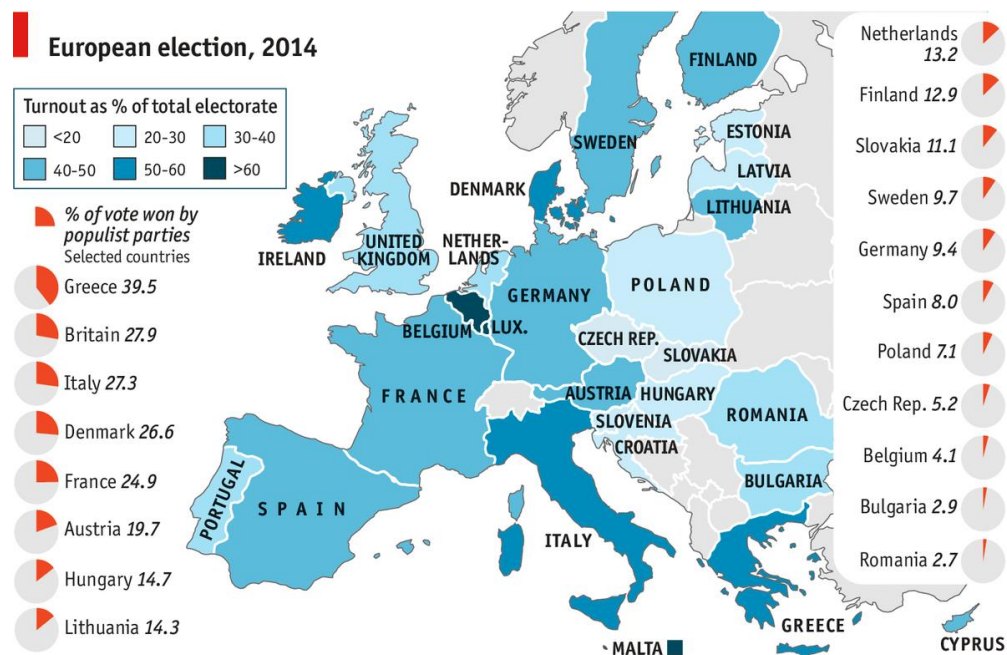 European election, 2014
Turnout as % of total electorate
<20
20-30
30-40
40-50
50-60
>60
% of vote won by
populist parties
Selected countries
Greece 39.5
Britain 27.9
Italy 27.3
Denmark 26.6
France 24.9
Austria 19.7
Hungary 14.7
Lithuania 14.3
FINLAND
SWEDEN
ESTONIA
LATVIA
LITHUANIA
DENMARK
IRELAND
UNITED
KINGDOM
NETHER-
LANDS
GERMANY
POLAND
BELGIUM
LUX.
CZECH REP.
SLOVAKIA
FRANCE
AUSTRIA
HUNGARY
SLOVENIA
CROATIA
ROMANIA
BULGARIA
PORTUGAL
SPAIN
ITALY
GREECE
MALTA
CYPRUS
Netherlands
13.2
Finland 12.9
Slovakia 11.1
Sweden 9.7
Germany 9.4
Spain 8.0
Poland 7.1
Czech Rep. 5.2
Belgium 4.1
Bulgaria 2.9
Romania 2.7